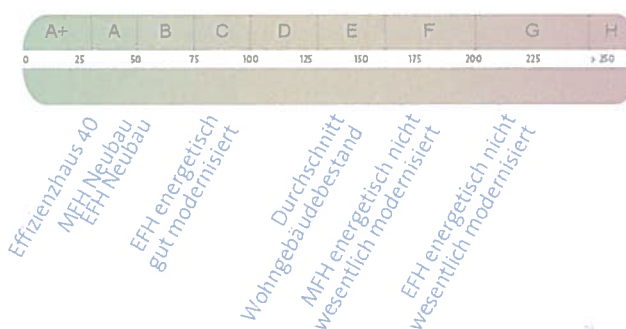 A+ A B C D E F G H
0 25 50 75 100 125 150 175 200 225 > 250
Effizienzhaus 40
MFH Neubau
EFH Neubau
EFH energetisch
gut modernisiert
Durchschnitt
Wohngebäudebestand
MFH energetisch nicht
wesentlich modernisiert
EFH energetisch nicht
wesentlich modernisiert